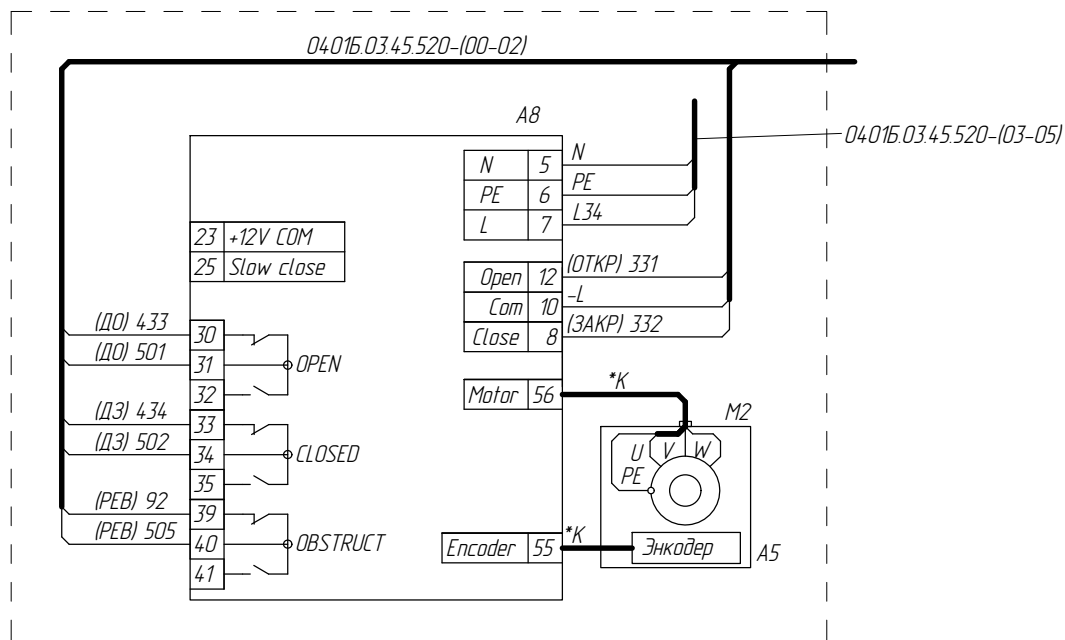 0401Б.03.45.520-(00-02)
A8
0401Б.03.45.520-(03-05)
N 5 N
PE 6 PE
L 7 L34
23 +12V COM
25 Slow close
Open 12 (ОТКР) 331
Com 10 -L
Close 8 (ЗАКР) 332
(ДО) 433 30
(ДО) 501 31 OPEN
32
Motor 56 *К
(ДЗ) 434 33
(ДЗ) 502 34 CLOSED
35
M2
U V W
PE
(РЕВ) 92 39
(РЕВ) 505 40 OBSTRUCT
41
Encoder 55 *К Энкодер A5